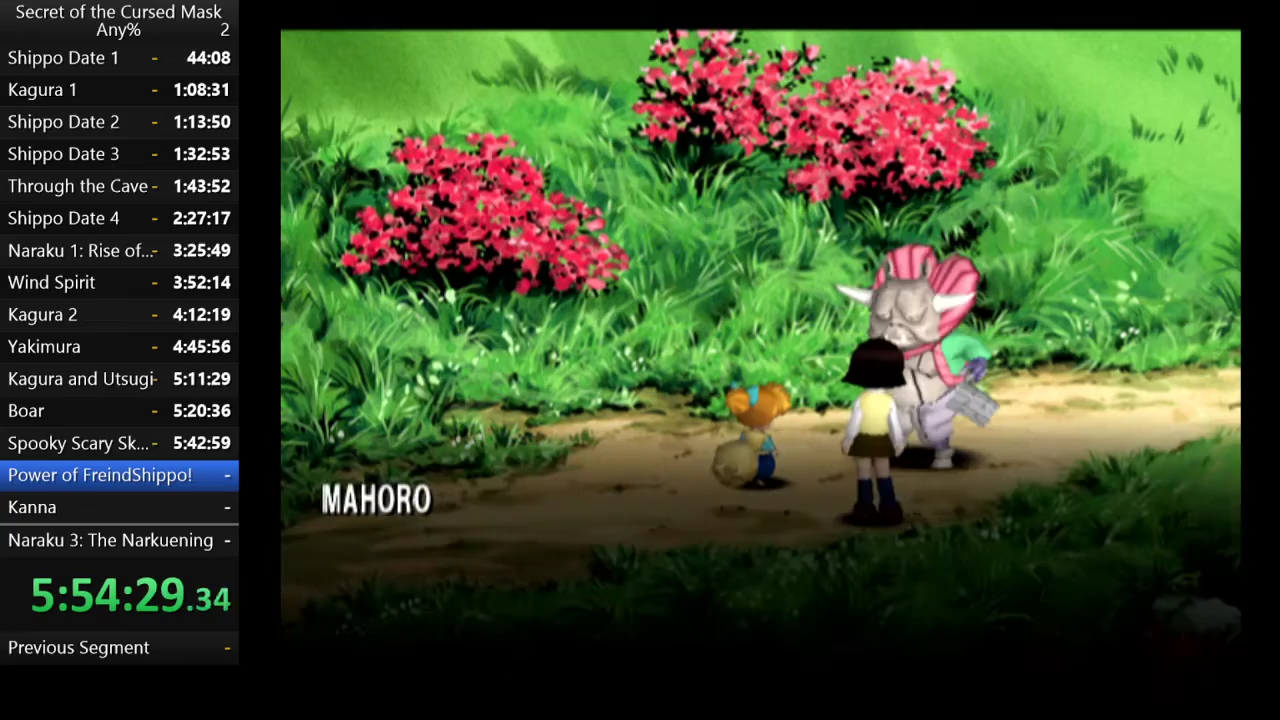 Secret of the Cursed Mask
Any% 2
Shippo Date 1 - 44:08
Kagura 1 - 1:08:31
Shippo Date 2 - 1:13:50
Shippo Date 3 - 1:32:53
Through the Cave - 1:43:52
Shippo Date 4 - 2:27:17
Naraku 1: Rise of... - 3:25:49
Wind Spirit - 3:52:14
Kagura 2 - 4:12:19
Yakimura - 4:45:56
Kagura and Utsugi - 5:11:29
Boar - 5:20:36
Spooky Scary Sk... - 5:42:59
Power of FreindShippo! -
Kanna -
Naraku 3: The Narkuening -
5:54:29.34
Previous Segment -
MAHORO